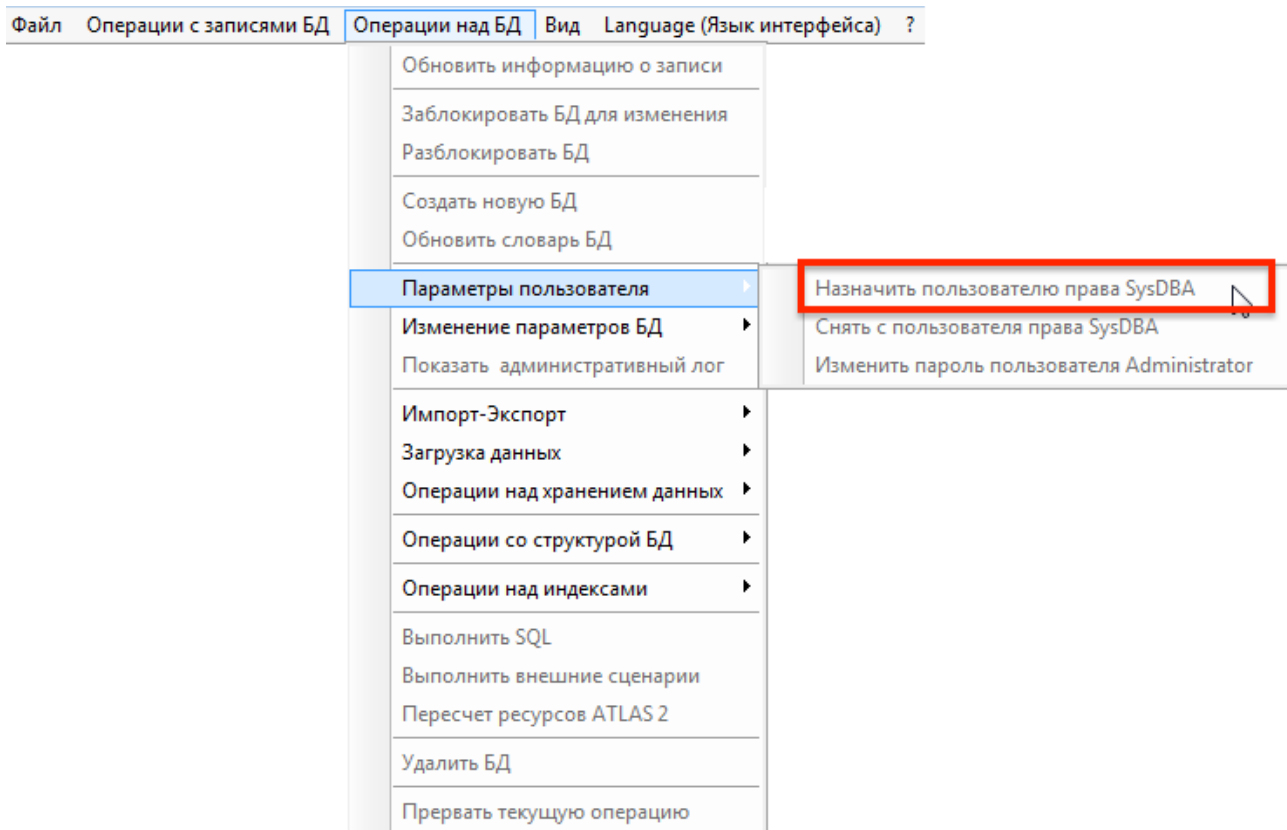 Файл Операции с записями БД Операции над БД Вид Language (Язык интерфейса) ?
Обновить информацию о записи
Заблокировать БД для изменения
Разблокировать БД
Создать новую БД
Обновить словарь БД
Параметры пользователя
Изменение параметров БД
Показать административный лог
Импорт-Экспорт
Загрузка данных
Операции над хранением данных
Операции со структурой БД
Операции над индексами
Выполнить SQL
Выполнить внешние сценарии
Пересчет ресурсов ATLAS 2
Удалить БД
Прервать текущую операцию
Назначить пользователю права SysDBA
Снять с пользователя права SysDBA
Изменить пароль пользователя Administrator